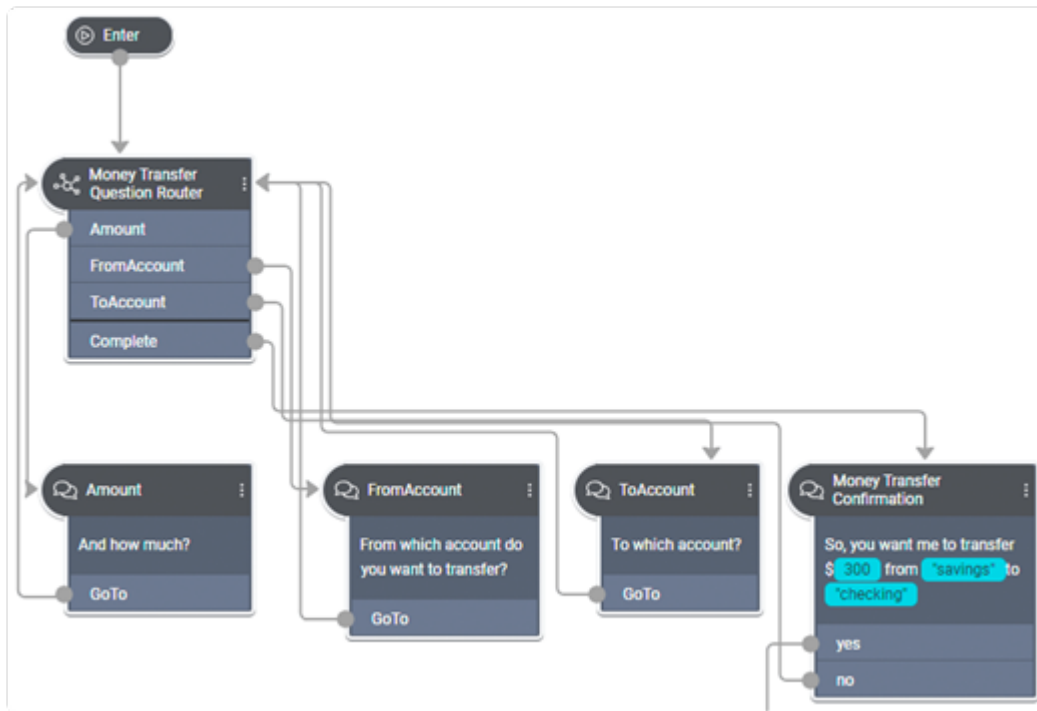 Enter
Money Transfer
Question Router
Amount
FromAccount
ToAccount
Complete
Amount
And how much?
GoTo
FromAccount
From which account do
you want to transfer?
GoTo
ToAccount
To which account?
GoTo
Money Transfer
Confirmation
So, you want me to transfer
$ 300 from "savings" to
"checking"
yes
no